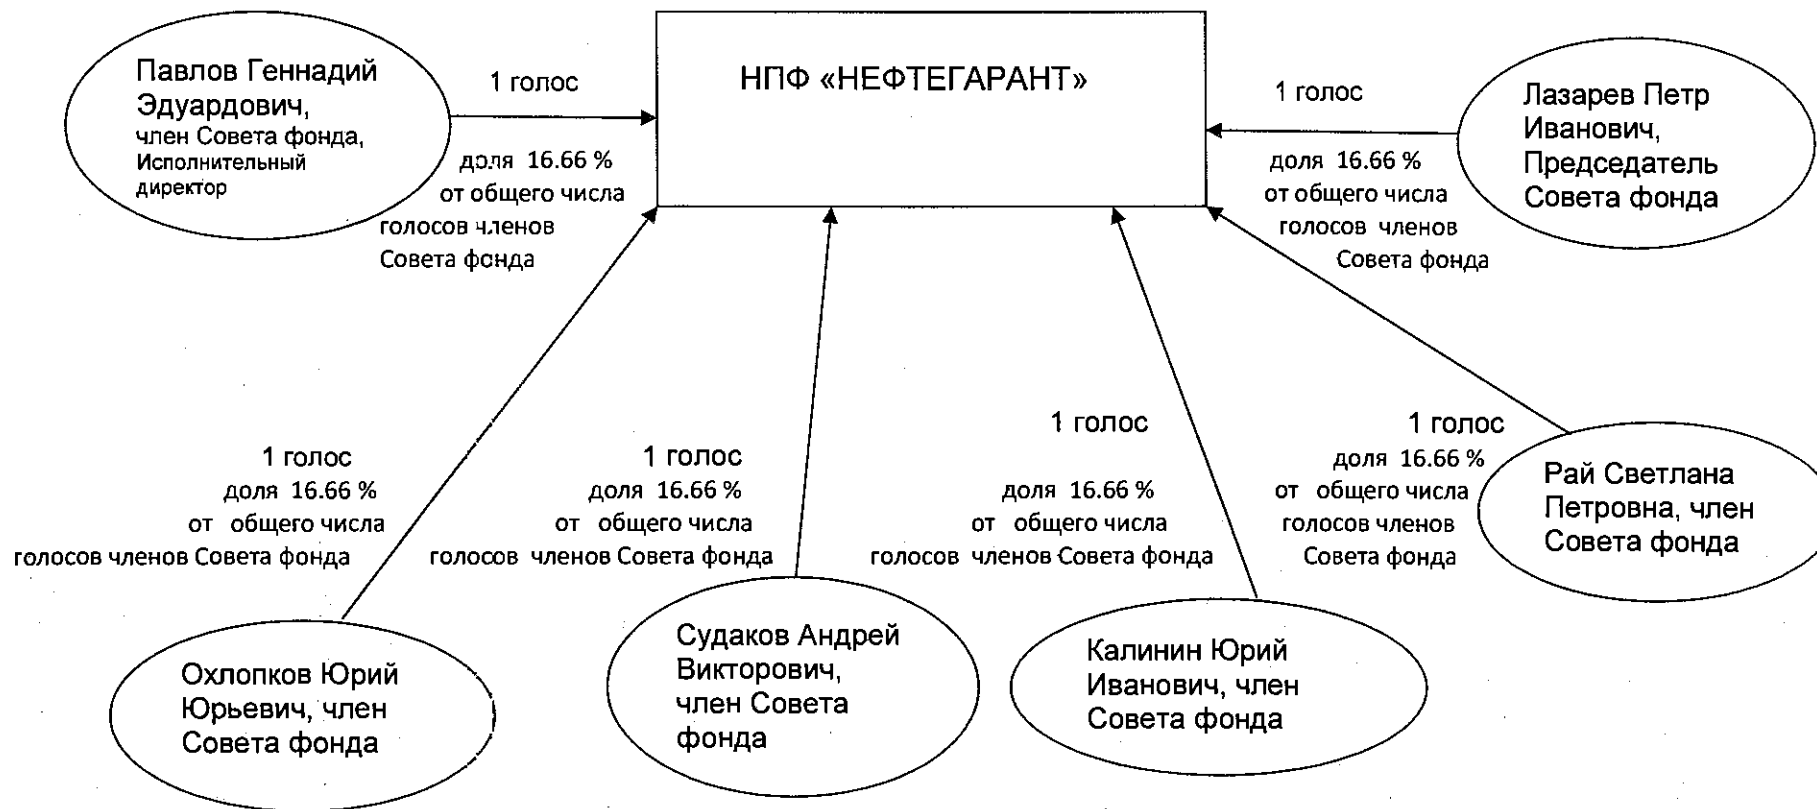 Павлов Геннадий
Эдуардович,
член Совета фонда,
Исполнительный
директор
1 голос
доля 16.66 %
от общего числа
голосов членов
Совета фонда
НПФ «НЕФТЕГАРАНТ»
1 голос
доля 16.66 %
от общего числа
голосов членов
Совета фонда
Лазарев Петр
Иванович,
Председатель
Совета фонда
1 голос
доля 16.66 %
от общего числа
голосов членов Совета фонда
1 голос
доля 16.66 %
от общего числа
голосов членов Совета фонда
1 голос
доля 16.66 %
от общего числа
голосов членов Совета фонда
1 голос
доля 16.66 %
от общего числа
голосов членов
Совета фонда
Рай Светлана
Петровна, член
Совета фонда
Охлопков Юрий
Юрьевич, член
Совета фонда
Судаков Андрей
Викторович,
член Совета
фонда
Калинин Юрий
Иванович, член
Совета фонда